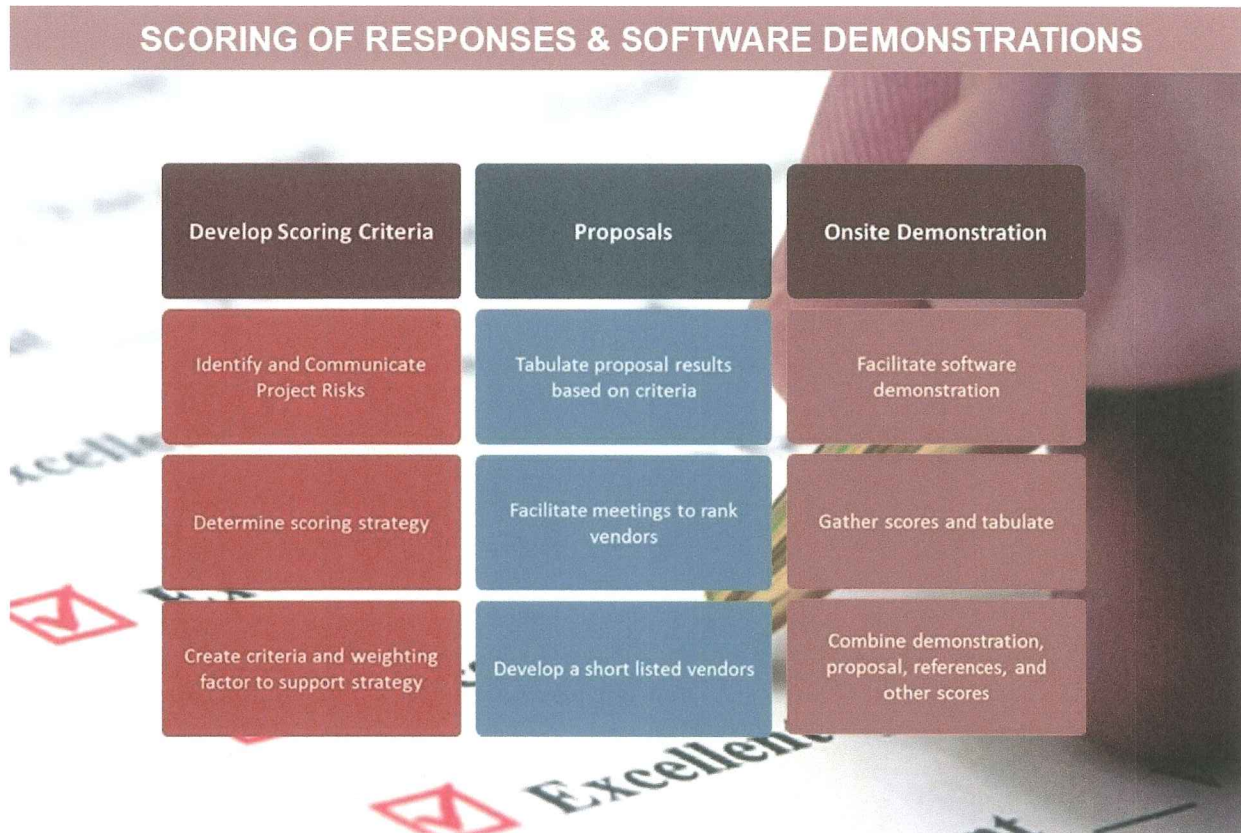 SCORING OF RESPONSES & SOFTWARE DEMONSTRATIONS
Develop Scoring Criteria
Proposals
Onsite Demonstration
Identify and Communicate
Project Risks
Tabulate proposal results
based on criteria
Facilitate software
demonstration
Determine scoring strategy
Facilitate meetings to rank
vendors
Gather scores and tabulate
Create criteria and weighting
factor to support strategy
Develop a short listed vendors
Combine demonstration,
proposal, references, and
other scores
Excellent